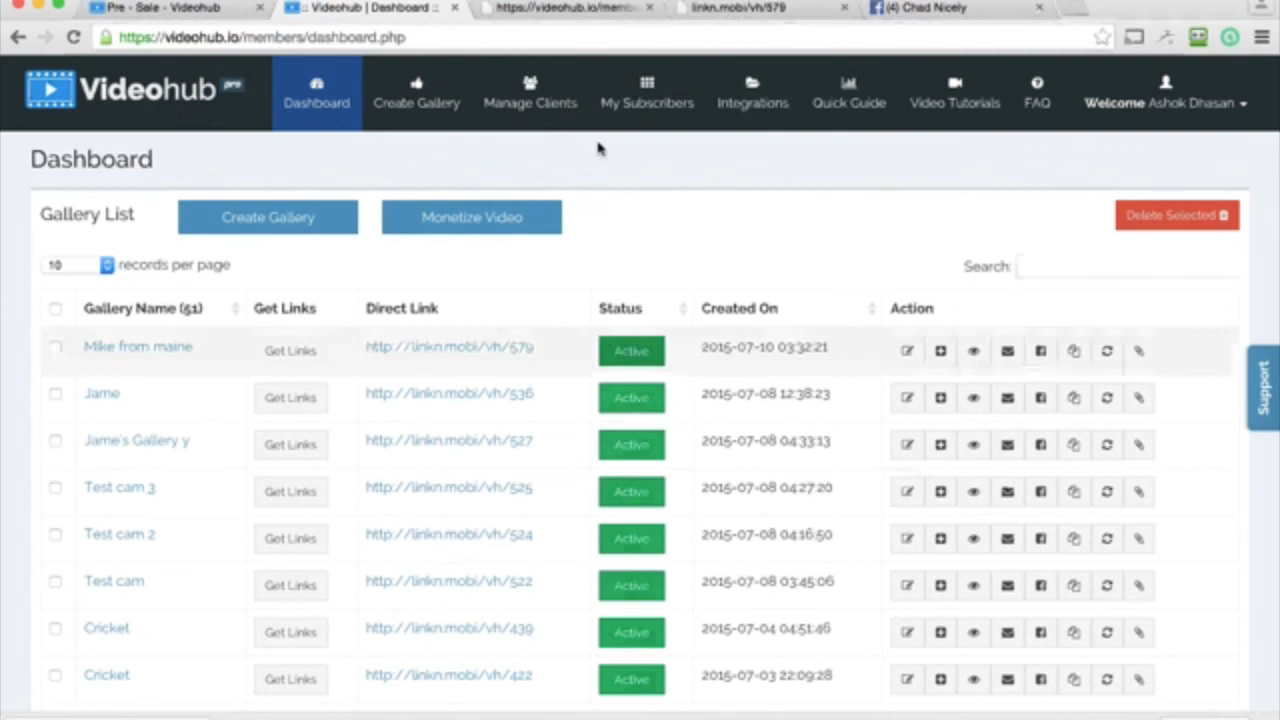 Pre - Sale - Videohub
:: Videohub | Dashboard ::
https://videohub.io/membe
linkn.mobi/vh/579
(4) Chad Nicely
https://videohub.io/members/dashboard.php
Videohub pro
Dashboard
Create Gallery
Manage Clients
My Subscribers
Integrations
Quick Guide
Video Tutorials
FAQ
Welcome Ashok Dhasan
Dashboard
Gallery List
Create Gallery
Monetize Video
Delete Selected
10 records per page
Search:
Gallery Name (51) Get Links Direct Link Status Created On Action
Mike from maine Get Links http://linkn.mobi/vh/579 Active 2015-07-10 03:32:21
Jame Get Links http://linkn.mobi/vh/536 Active 2015-07-08 12:38:23
Jame's Gallery y Get Links http://linkn.mobi/vh/527 Active 2015-07-08 04:33:13
Test cam 3 Get Links http://linkn.mobi/vh/525 Active 2015-07-08 04:27:20
Test cam 2 Get Links http://linkn.mobi/vh/524 Active 2015-07-08 04:16:50
Test cam Get Links http://linkn.mobi/vh/522 Active 2015-07-08 03:45:06
Cricket Get Links http://linkn.mobi/vh/439 Active 2015-07-04 04:51:46
Cricket Get Links http://linkn.mobi/vh/422 Active 2015-07-03 22:09:28
Support